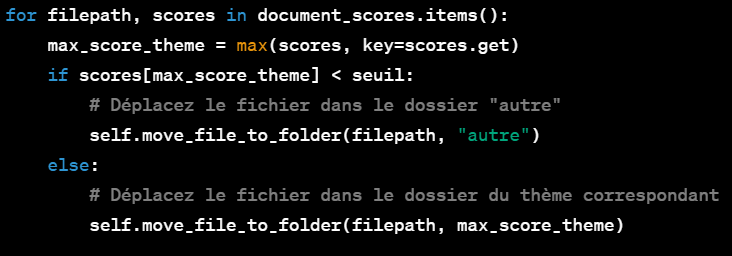 for filepath, scores in document_scores.items():
    max_score_theme = max(scores, key=scores.get)
    if scores[max_score_theme] < seuil:
        # Déplacez le fichier dans le dossier "autre"
        self.move_file_to_folder(filepath, "autre")
    else:
        # Déplacez le fichier dans le dossier du thème correspondant
        self.move_file_to_folder(filepath, max_score_theme)